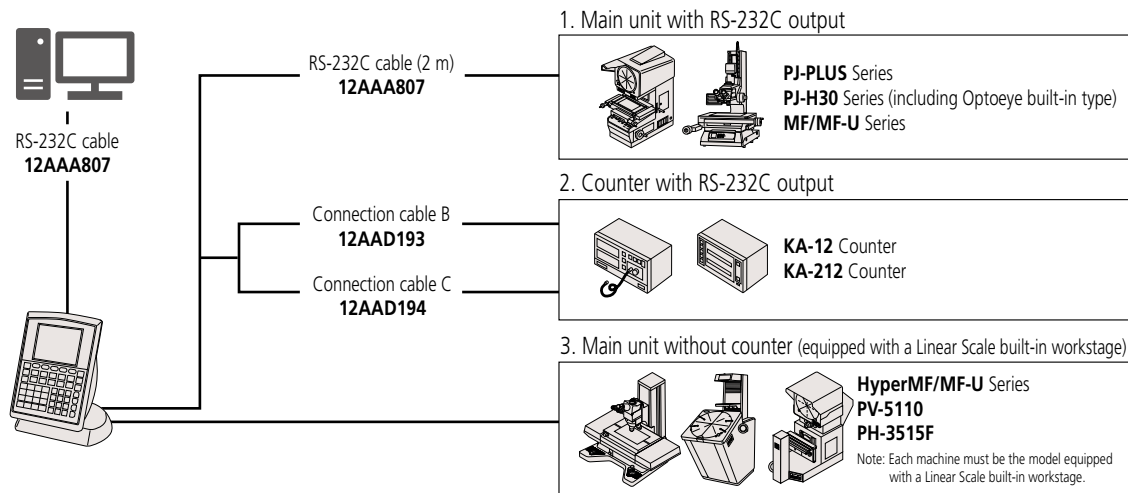 RS-232C cable
12AAA807
RS-232C cable (2 m)
12AAA807
Connection cable B
12AAD193
Connection cable C
12AAD194
1. Main unit with RS-232C output
PJ-PLUS Series
PJ-H30 Series (including Optoeye built-in type)
MF/MF-U Series
2. Counter with RS-232C output
KA-12 Counter
KA-212 Counter
3. Main unit without counter (equipped with a Linear Scale built-in workstage)
HyperMF/MF-U Series
PV-5110
PH-3515F
Note: Each machine must be the model equipped
with a Linear Scale built-in workstage.